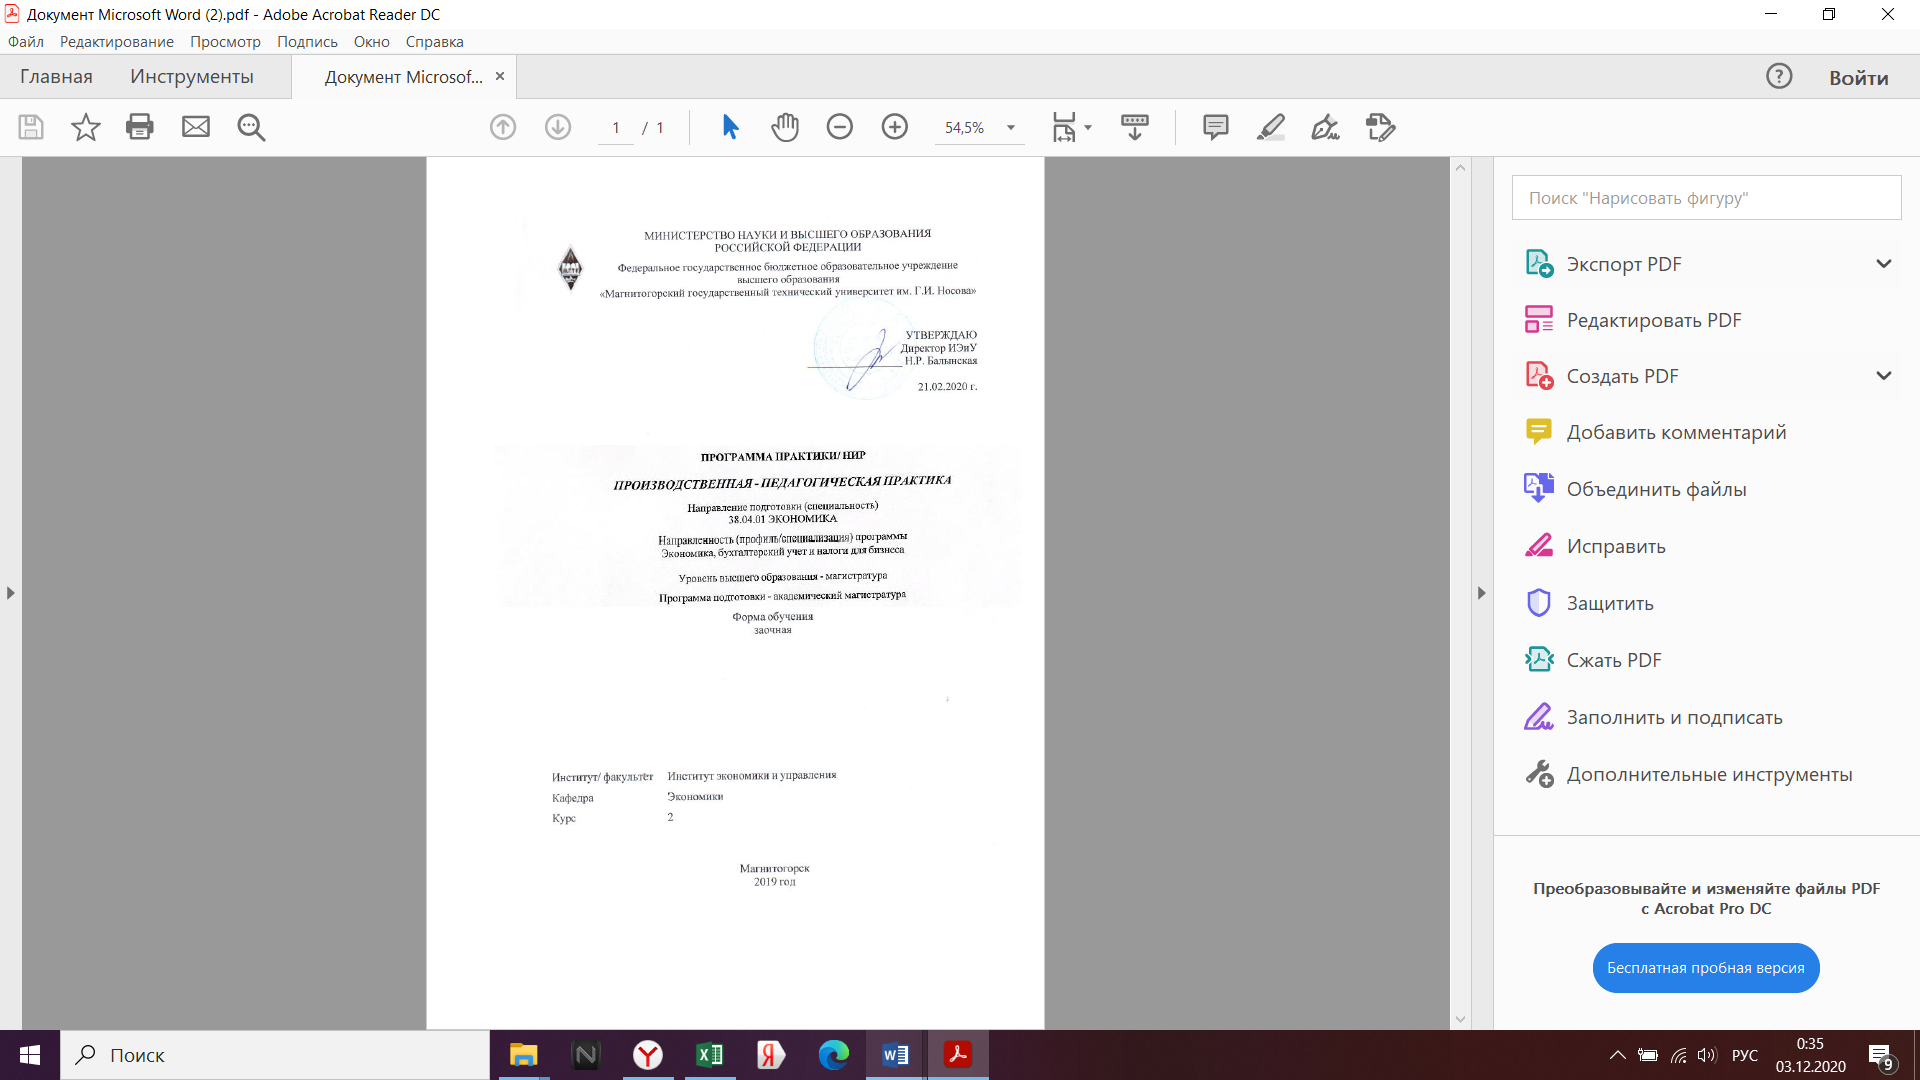 Документ Microsoft Word (2).pdf - Adobe Acrobat Reader DC
Файл Редактирование Просмотр Подпись Окно Справка
Главная Инструменты Документ Microsof... × Войти
1 / 1 54,5%
МИНИСТЕРСТВО НАУКИ И ВЫСШЕГО ОБРАЗОВАНИЯ
РОССИЙСКОЙ ФЕДЕРАЦИИ
Федеральное государственное бюджетное образовательное учреждение
высшего образования
«Магнитогорский государственный технический университет им. Г.И. Носова»
УТВЕРЖДАЮ
Директор ИЭиУ
Н.Р. Балынская
21.02.2020 г.
ПРОГРАММА ПРАКТИКИ/ НИР
ПРОИЗВОДСТВЕННАЯ - ПЕДАГОГИЧЕСКАЯ ПРАКТИКА
Направление подготовки (специальность)
38.04.01 ЭКОНОМИКА
Направленность (профиль/специализация) программы
Экономика, бухгалтерский учет и налоги для бизнеса
Уровень высшего образования - магистратура
Программа подготовки - академический магистратура
Форма обучения
заочная
Институт/ факультет Институт экономики и управления
Кафедра Экономики
Курс 2
Магнитогорск
2019 год
Поиск "Нарисовать фигуру"
Экспорт PDF
Редактировать PDF
Создать PDF
Добавить комментарий
Объединить файлы
Исправить
Защитить
Сжать PDF
Заполнить и подписать
Дополнительные инструменты
Преобразовывайте и изменяйте файлы PDF
с Acrobat Pro DC
Бесплатная пробная версия
Поиск
РУС
0:35
03.12.2020
9